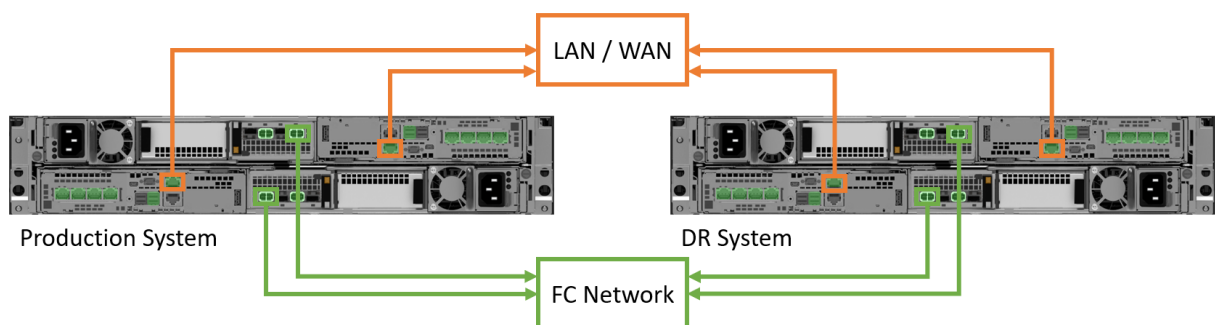 LAN / WAN
Production System
DR System
FC Network